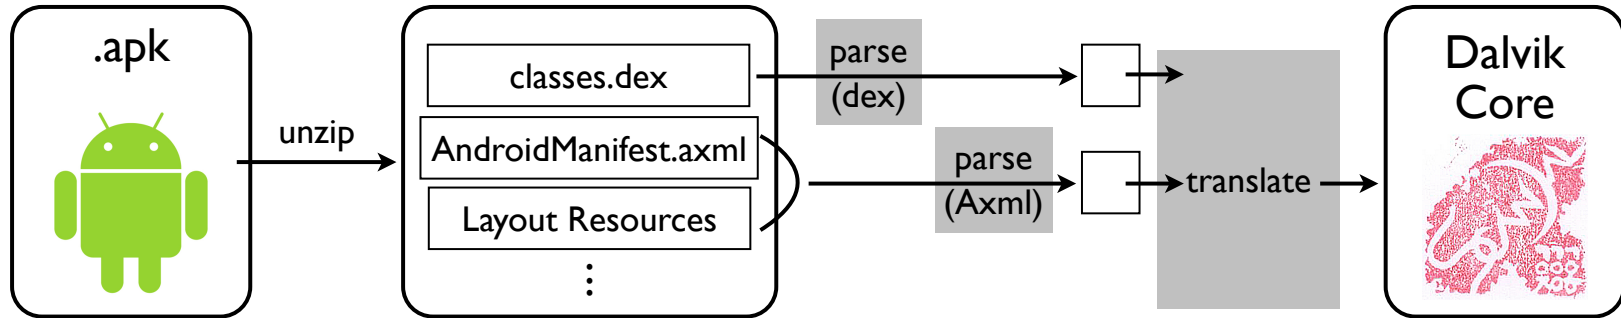 .apk
unzip
classes.dex
AndroidManifest.axml
Layout Resources
parse
(dex)
parse
(Axml)
translate
Dalvik
Core